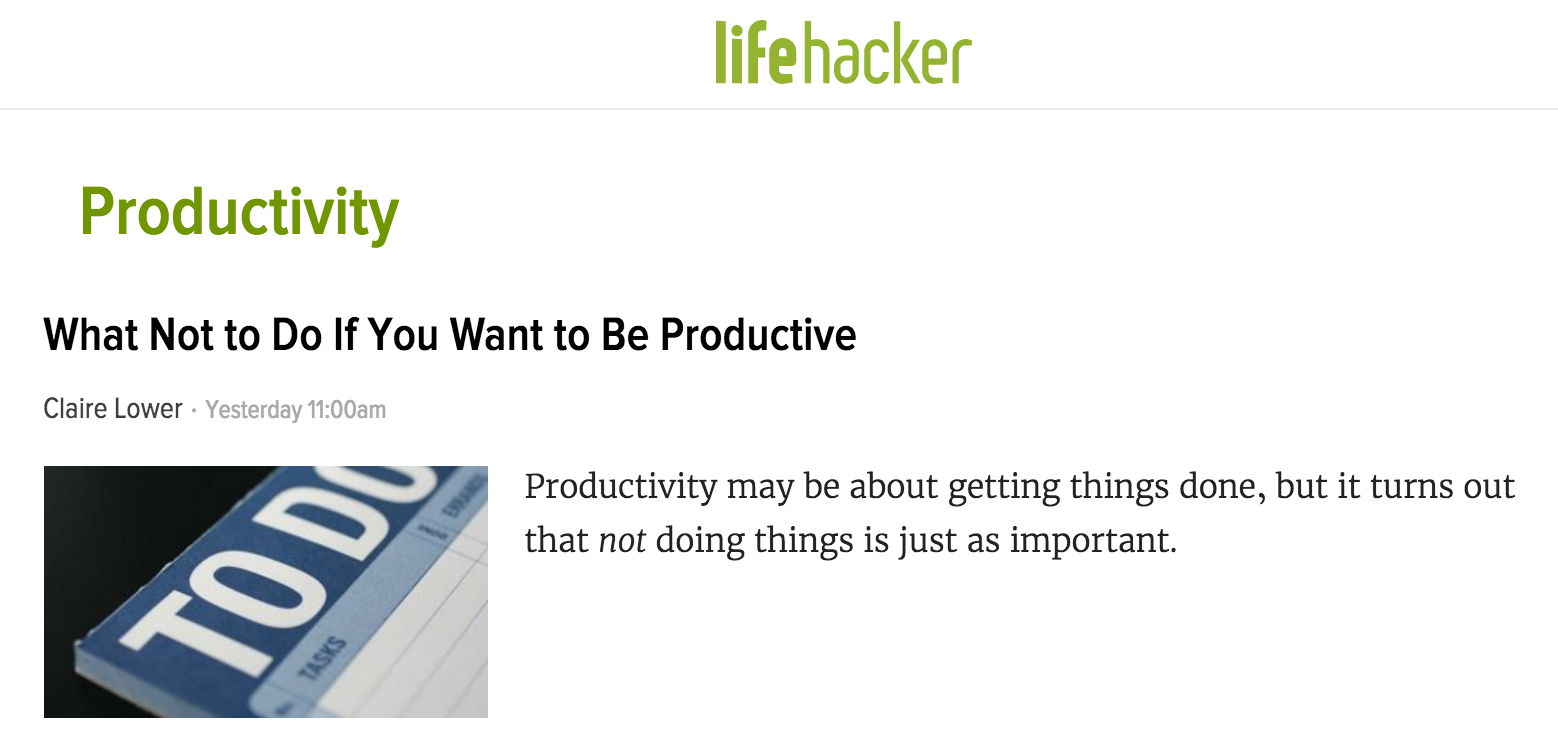 lifehacker
Productivity
What Not to Do If You Want to Be Productive
Claire Lower · Yesterday 11:00am
Productivity may be about getting things done, but it turns out
that not doing things is just as important.
TO DO
TASKS
DONE
ERRANDS